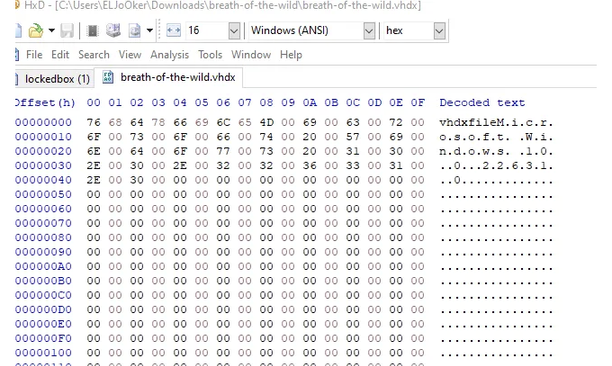 HxD - [C:\Users\ELJoOker\Downloads\breath-of-the-wild\breath-of-the-wild.vhdx]
16 Windows (ANSI) hex
File Edit Search View Analysis Tools Window Help
lockedbox (1) breath-of-the-wild.vhdx
Offset(h) 00 01 02 03 04 05 06 07 08 09 0A 0B 0C 0D 0E 0F Decoded text
00000000 76 68 64 78 66 69 6C 65 4D 00 69 00 63 00 72 00 vhdxfileM.i.c.r.
00000010 6F 00 73 00 6F 00 66 00 74 00 20 00 57 00 69 00 o.s.o.f.t. .W.i.
00000020 6E 00 64 00 6F 00 77 00 73 00 20 00 31 00 30 00 n.d.o.w.s. .1.0.
00000030 2E 00 30 00 2E 00 32 00 32 00 36 00 33 00 31 00 ..0...2.2.6.3.1.
00000040 2E 00 30 00 00 00 00 00 00 00 00 00 00 00 00 00 ..0.............
00000050 00 00 00 00 00 00 00 00 00 00 00 00 00 00 00 00 ................
00000060 00 00 00 00 00 00 00 00 00 00 00 00 00 00 00 00 ................
00000070 00 00 00 00 00 00 00 00 00 00 00 00 00 00 00 00 ................
00000080 00 00 00 00 00 00 00 00 00 00 00 00 00 00 00 00 ................
00000090 00 00 00 00 00 00 00 00 00 00 00 00 00 00 00 00 ................
000000A0 00 00 00 00 00 00 00 00 00 00 00 00 00 00 00 00 ................
000000B0 00 00 00 00 00 00 00 00 00 00 00 00 00 00 00 00 ................
000000C0 00 00 00 00 00 00 00 00 00 00 00 00 00 00 00 00 ................
000000D0 00 00 00 00 00 00 00 00 00 00 00 00 00 00 00 00 ................
000000E0 00 00 00 00 00 00 00 00 00 00 00 00 00 00 00 00 ................
000000F0 00 00 00 00 00 00 00 00 00 00 00 00 00 00 00 00 ................
00000100 00 00 00 00 00 00 00 00 00 00 00 00 00 00 00 00 ................